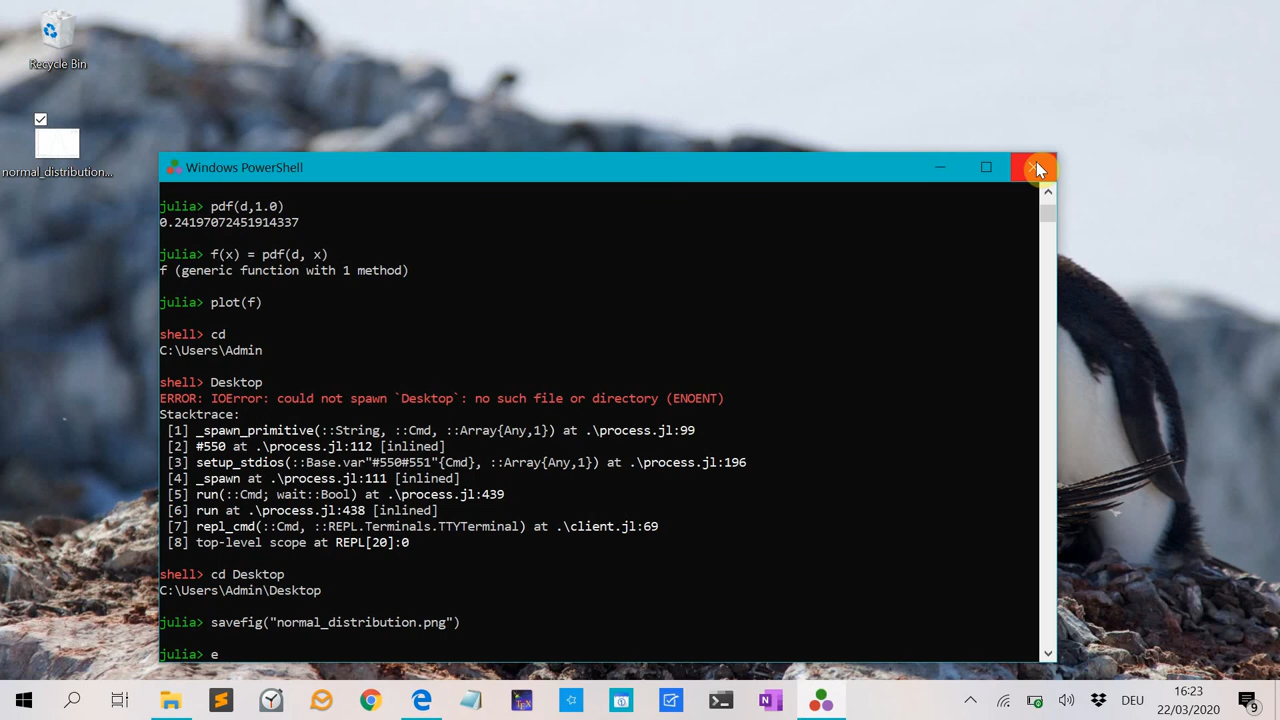 Recycle Bin
normal_distribution...
Windows PowerShell
julia> pdf(d,1.0)
0.24197072451914337
julia> f(x) = pdf(d, x)
f (generic function with 1 method)
julia> plot(f)
shell> cd
C:\Users\Admin
shell> Desktop
ERROR: IOError: could not spawn `Desktop`: no such file or directory (ENOENT)
Stacktrace:
[1] _spawn_primitive(::String, ::Cmd, ::Array{Any,1}) at .\process.jl:99
[2] #550 at .\process.jl:112 [inlined]
[3] setup_stdios(::Base.var"#550#551"{Cmd}, ::Array{Any,1}) at .\process.jl:196
[4] _spawn at .\process.jl:111 [inlined]
[5] run(::Cmd; wait::Bool) at .\process.jl:439
[6] run at .\process.jl:438 [inlined]
[7] repl_cmd(::Cmd, ::REPL.Terminals.TTYTerminal) at .\client.jl:69
[8] top-level scope at REPL[20]:0
shell> cd Desktop
C:\Users\Admin\Desktop
julia> savefig("normal_distribution.png")
julia> e
DEU
16:23
22/03/2020
9